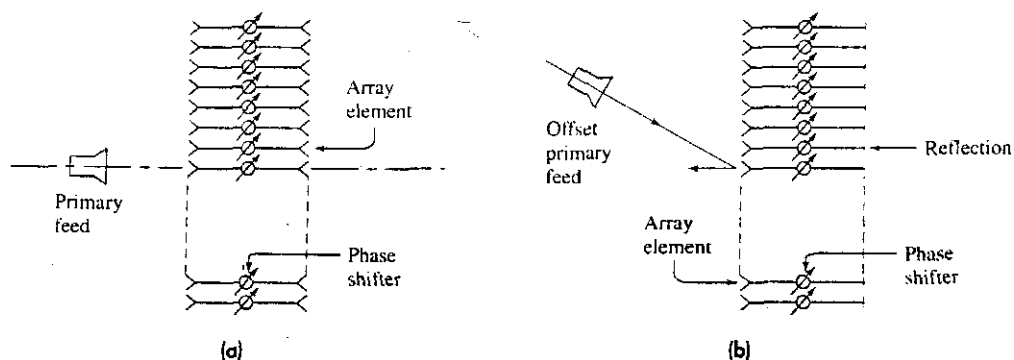 Array
element
Primary
feed
Phase
shifter
(a)
Offset
primary
feed
Reflection
Array
element
Phase
shifter
(b)